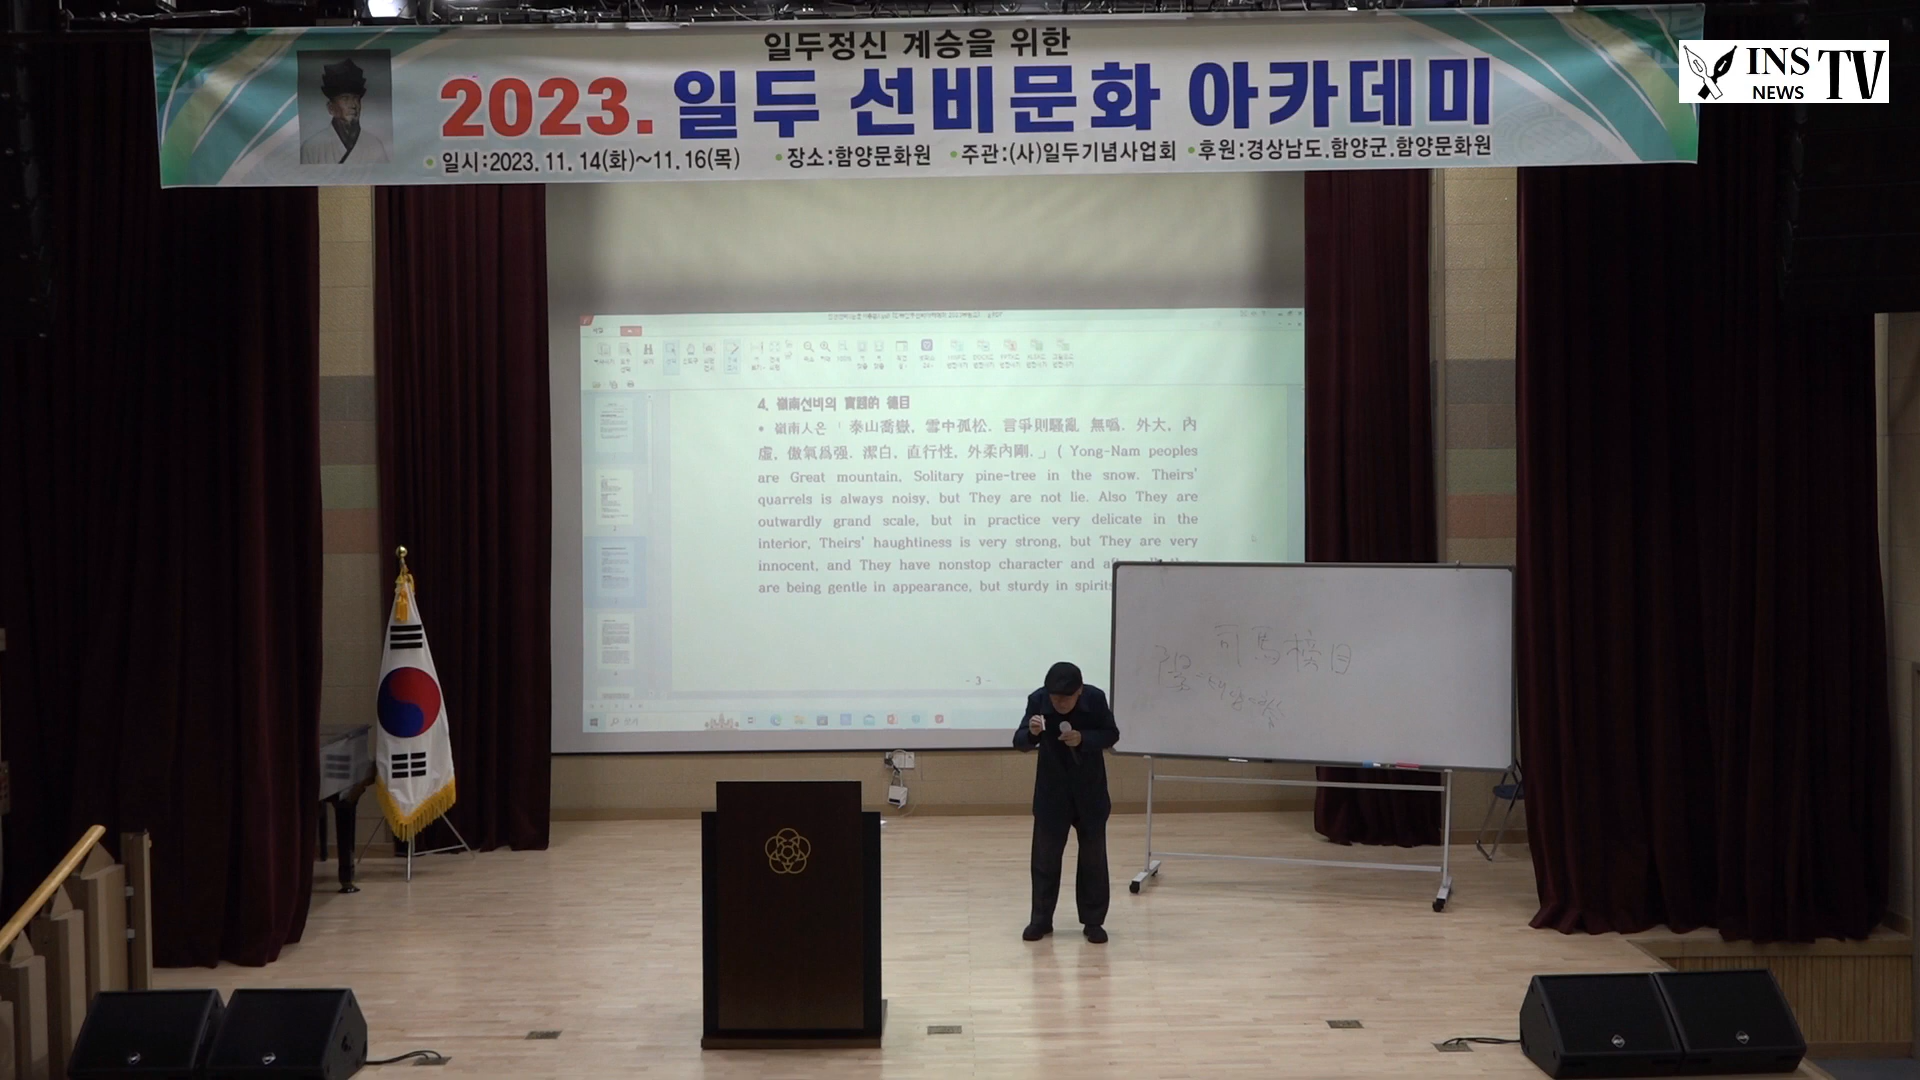 일두정신 계승을 위한
2023. 일두 선비문화 아카데미
• 일시:2023. 11. 14(화)~11.16(목) • 장소:함양문화원 • 주관:(사)일두기념사업회 • 후원:경상남도.함양군.함양문화원
INS NEWS TV
4. 嶺南선비의 實踐的 德目
• 嶺南人은 「 泰山喬嶽, 雪中孤松. 言爭則騷亂 無 . 外大, 內
虛, 傲氣爲强. 潔白, 直行性, 外柔內剛.」 ( Yong-Nam peoples
are Great mountain, Solitary pine-tree in the snow. Theirs'
quarrels is always noisy, but They are not lie. Also They are
outwardly grand scale, but in practice very delicate in the
interior, Theirs' haughtiness is very strong, but They are very
innocent, and They have nonstop character and
are being gentle in appearance, but sturdy in spirit
- 3 -
司馬榜目